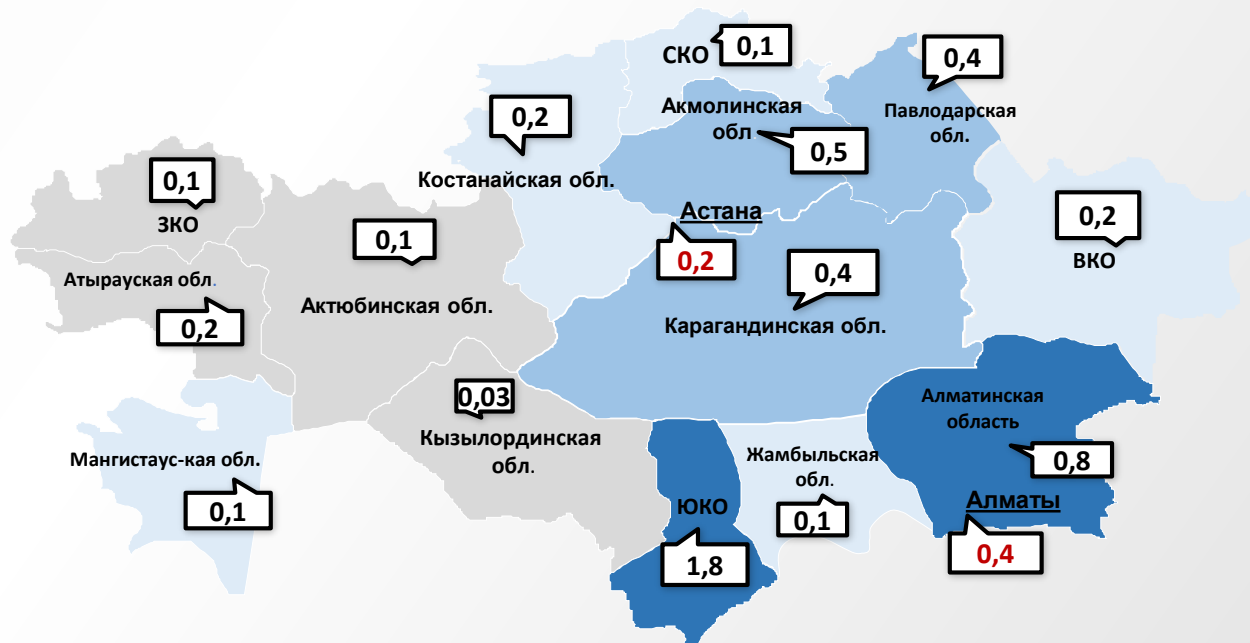 СКО
0,1
0,4
Акмолинская
обл
Павлодарская
обл.
0,2
0,5
Костанайская обл.
0,1
ЗКО
Астана
0,2
0,1
0,2
ВКО
Атырауская обл.
0,2
Актюбинская обл.
0,4
Карагандинская обл.
0,03
Кызылординская
обл.
Алматинская
область
0,8
Мангистаус-кая обл.
0,1
Жамбыльская
обл.
0,1
ЮКО
1,8
Алматы
0,4